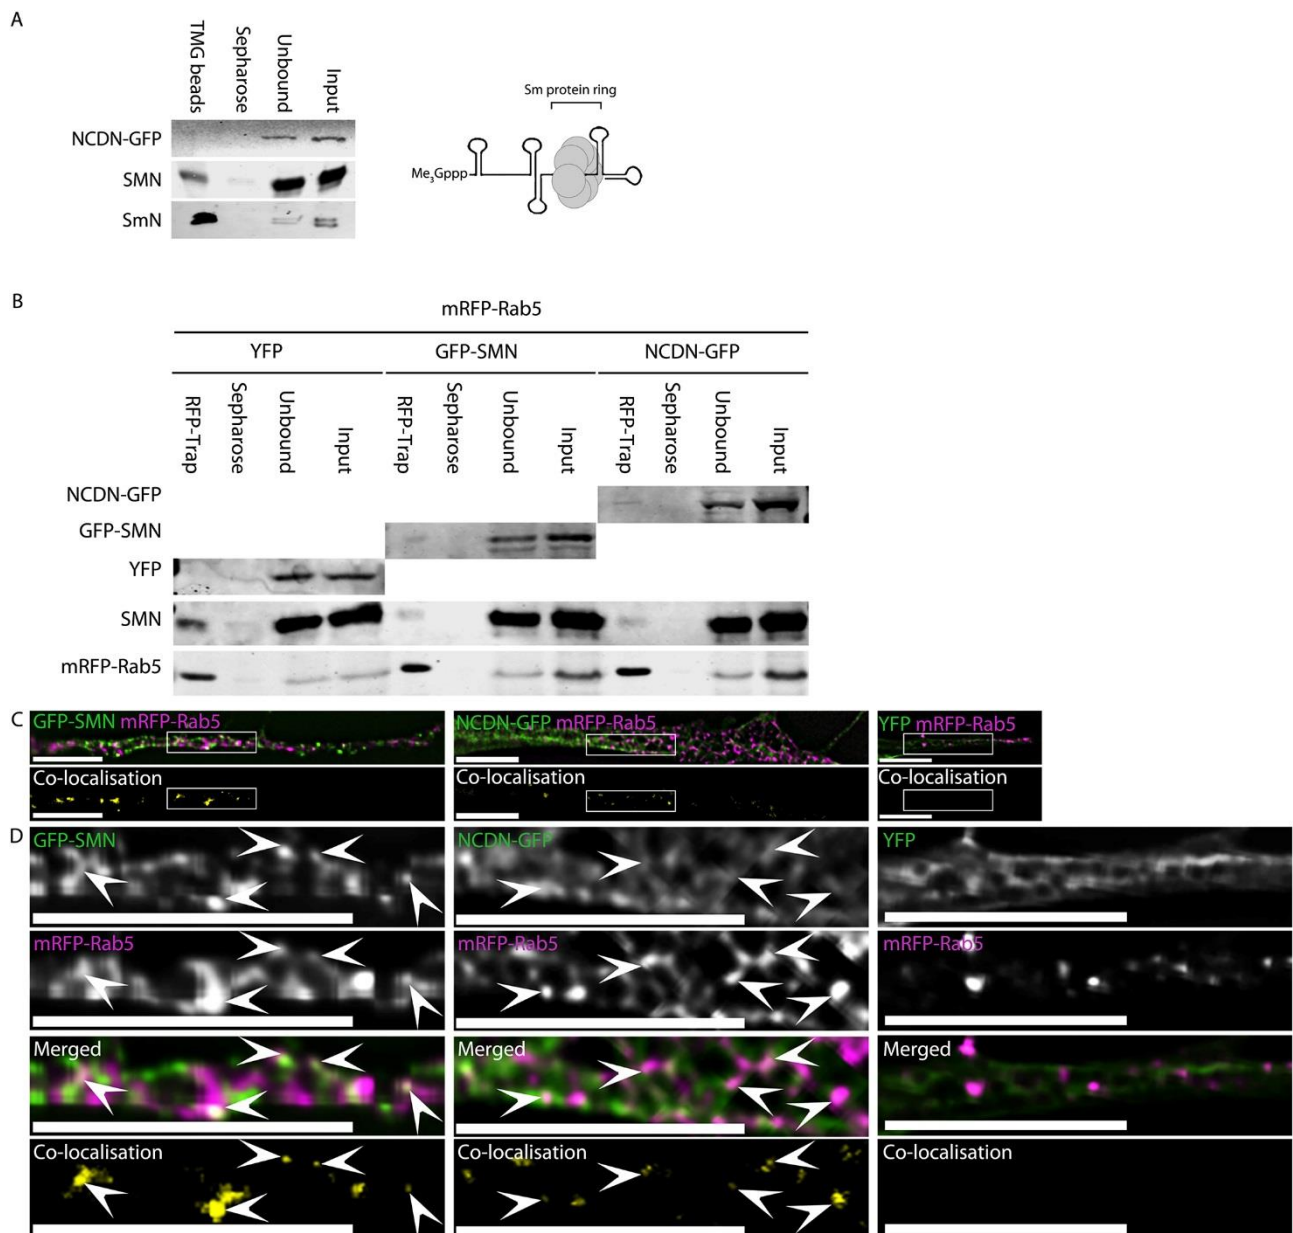 A
TMG beads
Sepharose
Unbound
Input
NCDN-GFP
SMN
SmN
Sm protein ring
Me₃Gppp
B
mRFP-Rab5
YFP GFP-SMN NCDN-GFP
RFP-Trap Sepharose Unbound Input RFP-Trap Sepharose Unbound Input RFP-Trap Sepharose Unbound Input
NCDN-GFP
GFP-SMN
YFP
SMN
mRFP-Rab5
C
GFP-SMN mRFP-Rab5 NCDN-GFP mRFP-Rab5 YFP mRFP-Rab5
Co-localisation Co-localisation Co-localisation
D
GFP-SMN NCDN-GFP YFP
mRFP-Rab5 mRFP-Rab5 mRFP-Rab5
Merged Merged Merged
Co-localisation Co-localisation Co-localisation